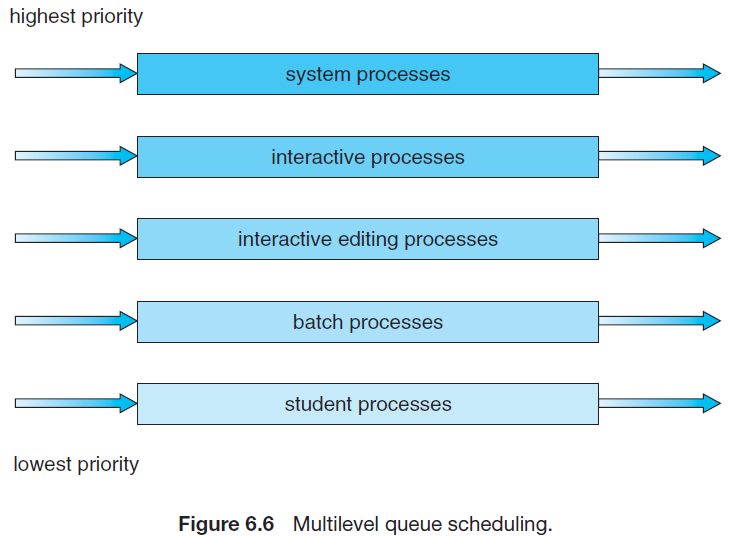 highest priority
system processes
interactive processes
interactive editing processes
batch processes
student processes
lowest priority
Figure 6.6 Multilevel queue scheduling.